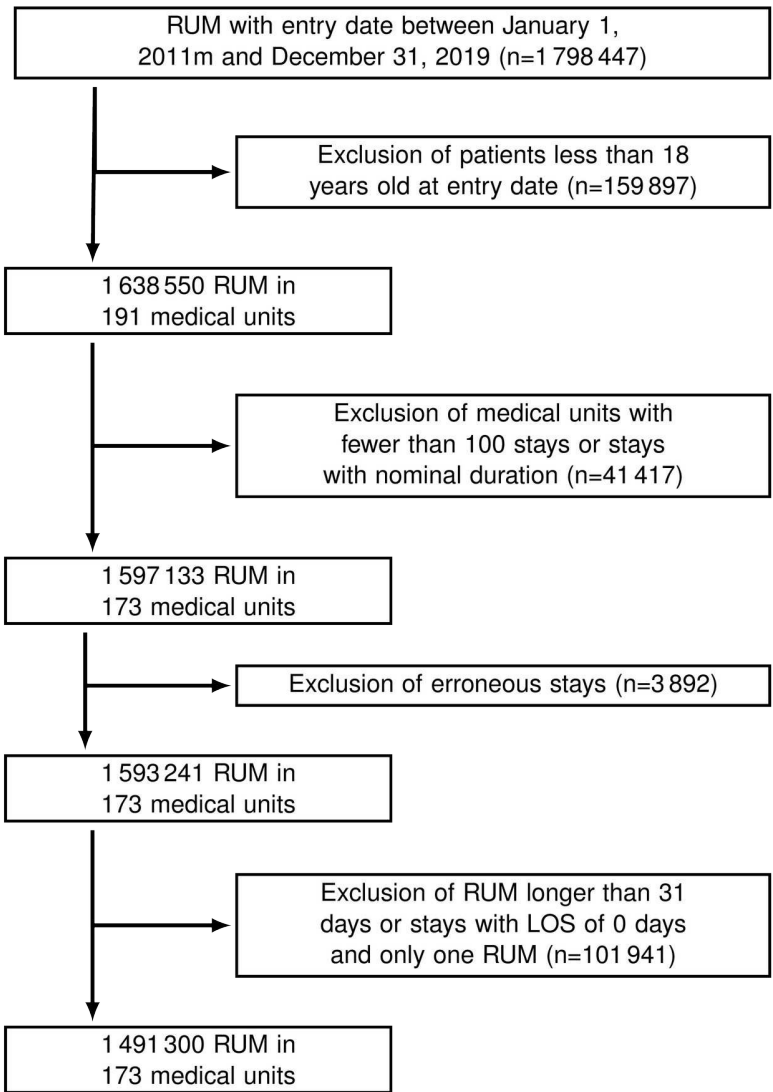 RUM with entry date between January 1,
2011m and December 31, 2019 (n=1 798 447)
Exclusion of patients less than 18
years old at entry date (n=159 897)
1 638 550 RUM in
191 medical units
Exclusion of medical units with
fewer than 100 stays or stays
with nominal duration (n=41 417)
1 597 133 RUM in
173 medical units
Exclusion of erroneous stays (n=3 892)
1 593 241 RUM in
173 medical units
Exclusion of RUM longer than 31
days or stays with LOS of 0 days
and only one RUM (n=101 941)
1 491 300 RUM in
173 medical units